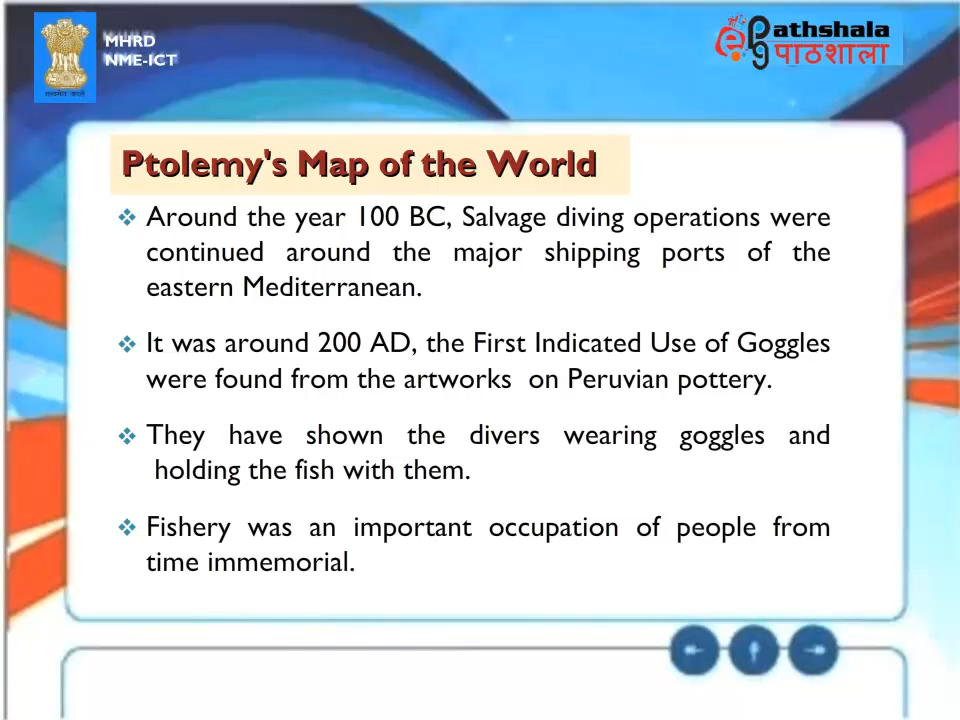 MHRD
NME-ICT
ePathshala
पाठशाला
Ptolemy's Map of the World
Around the year 100 BC, Salvage diving operations were
continued around the major shipping ports of the
eastern Mediterranean.
It was around 200 AD, the First Indicated Use of Goggles
were found from the artworks on Peruvian pottery.
They have shown the divers wearing goggles and
holding the fish with them.
Fishery was an important occupation of people from
time immemorial.